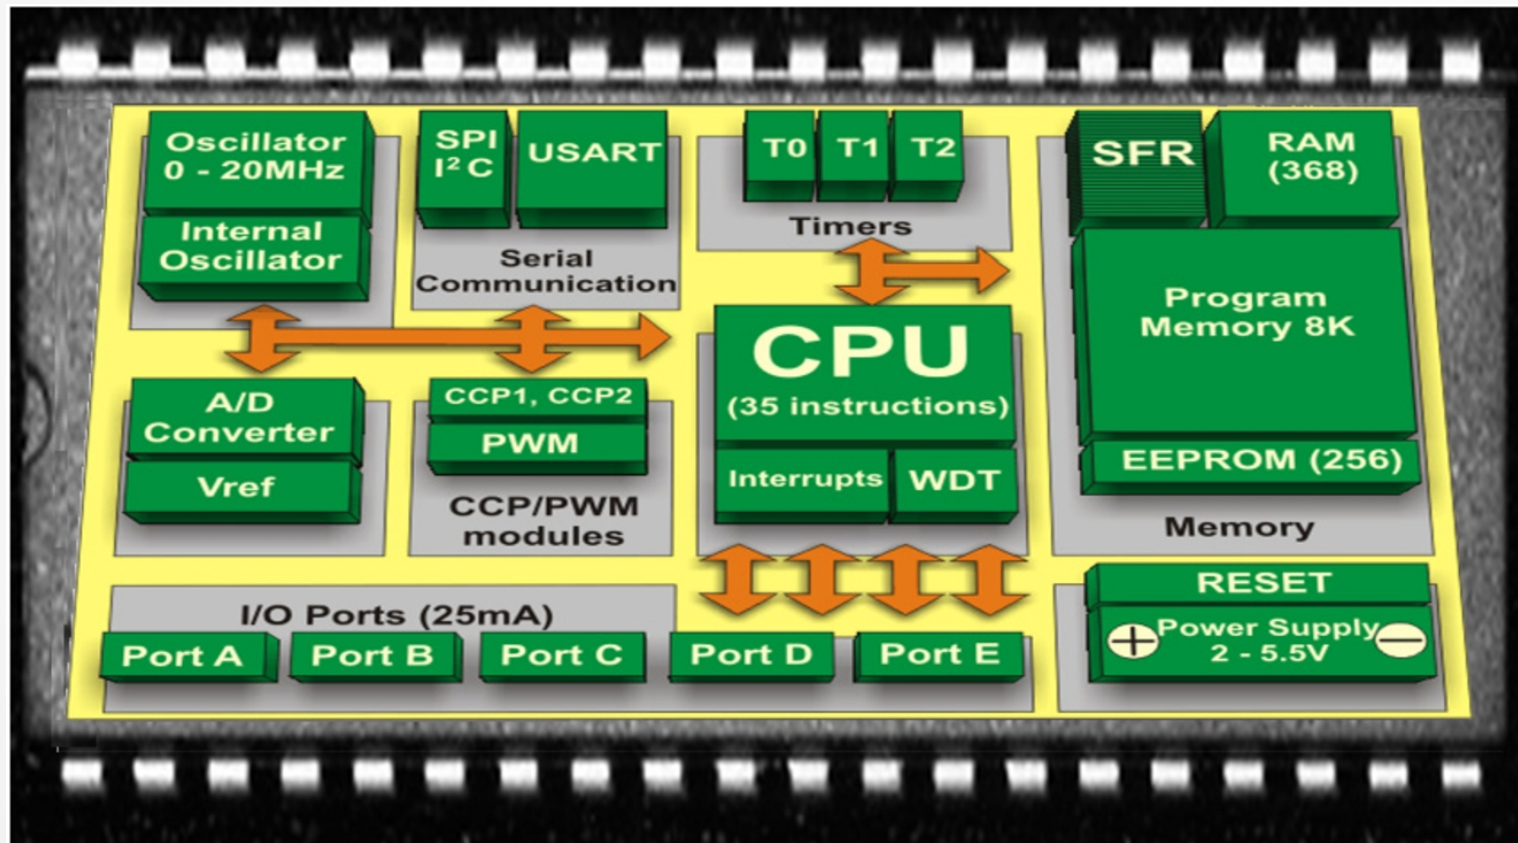 Oscillator
0 - 20MHz
Internal
Oscillator
SPI
I²C
USART
Serial
Communication
T0
T1
T2
Timers
SFR
RAM
(368)
Program
Memory 8K
EEPROM (256)
Memory
A/D
Converter
Vref
CCP1, CCP2
PWM
CCP/PWM
modules
CPU
(35 instructions)
Interrupts
WDT
I/O Ports (25mA)
Port A
Port B
Port C
Port D
Port E
RESET
+
Power Supply
2 - 5.5V
−